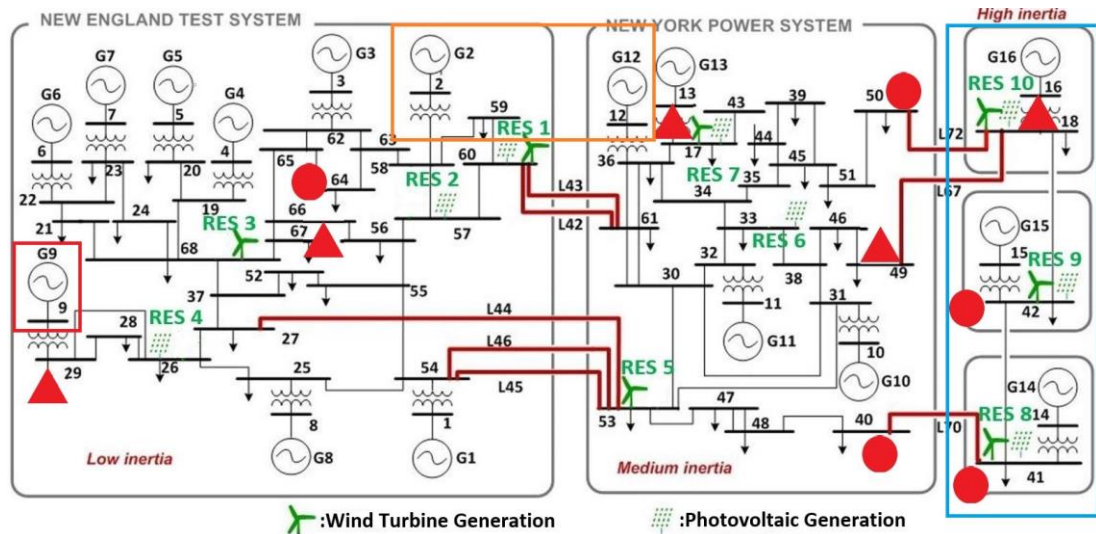 NEW ENGLAND TEST SYSTEM
NEW YORK POWER SYSTEM
High inertia
G7
G5
G3
G2
G12
G13
G16
G6
G4
7
5
3
2
59
12
13
43
39
50
RES 10
16
18
6
4
62
63
58
RES 1
60
36
17
RES 7
44
45
L72
23
20
65
64
RES 2
34
35
51
L67
22
21
24
19
RES 3
66
67
56
57
L43
L42
61
33
RES 6
46
49
G15
15
RES 9
42
G9
9
68
52
55
32
30
38
31
37
28
RES 4
27
L44
11
G11
10
G10
29
26
25
54
L46
L45
RES 5
53
47
48
40
L70
G14
RES 8
14
41
8
G8
1
G1
Low inertia
Medium inertia
:Wind Turbine Generation
:Photovoltaic Generation